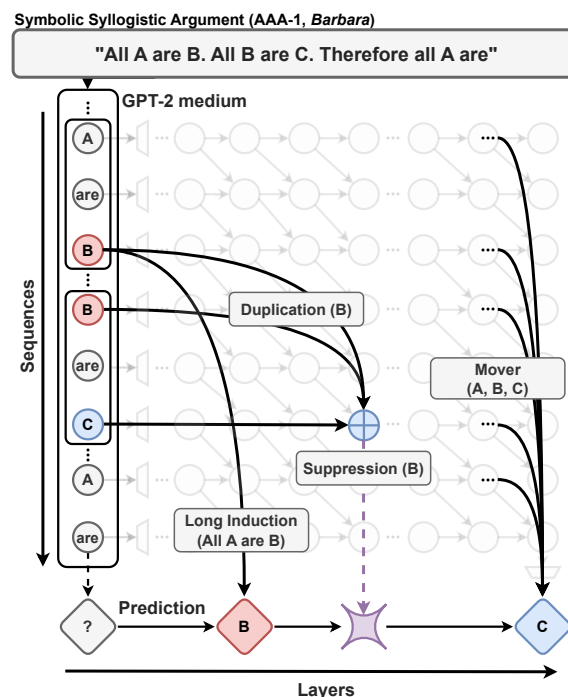 Symbolic Syllogistic Argument (AAA-1, Barbara)
"All A are B. All B are C. Therefore all A are"
GPT-2 medium
Sequences
A
are
B
B
are
C
A
are
Duplication (B)
Mover
(A, B, C)
Suppression (B)
Long Induction
(All A are B)
?
Prediction
B
C
Layers